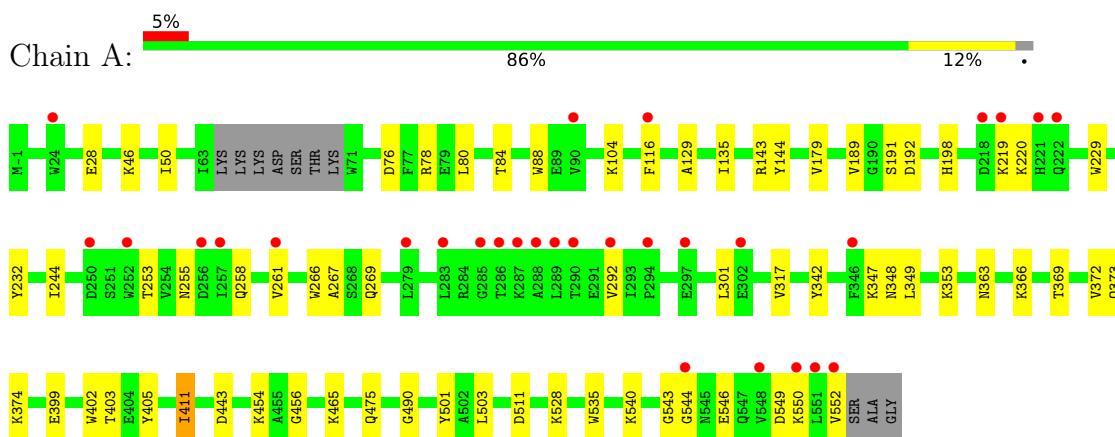 5%
Chain A:
86% 12% •
M-1 W24 E28 K46 I50 I63 LYS LYS LYS ASP SER THR LYS W71 D76 F77 R78 E79 L80 T84 W88 E89 V90 K104 F116 A129 I135 R143 Y144 V179 V189 G190 S191 D192 H198 D218 K219 K220 H221 Q222 W229
Y232 I244 D250 S251 W252 T253 V254 N255 D256 I257 Q258 V261 W266 A267 S268 Q269 L279 L283 R284 G285 T286 K287 A288 L289 T290 E291 V292 I293 P294 E297 L301 E302 V317 Y342 F346 K347 N348 L349 K353 N363 K366 T369 V372
K374 E399 W402 T403 E404 Y405 I411 D443 K454 A455 G456 K465 Q475 G490 Y501 A502 L503 D511 K528 W535 K540 G543 G544 N545 E546 Q547 V548 D549 K550 L551 V552 SER ALA GLY